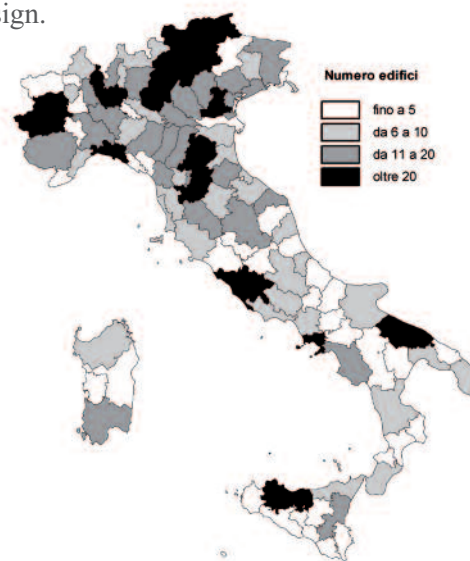 sign.
Numero edifici
fino a 5
da 6 a 10
da 11 a 20
oltre 20